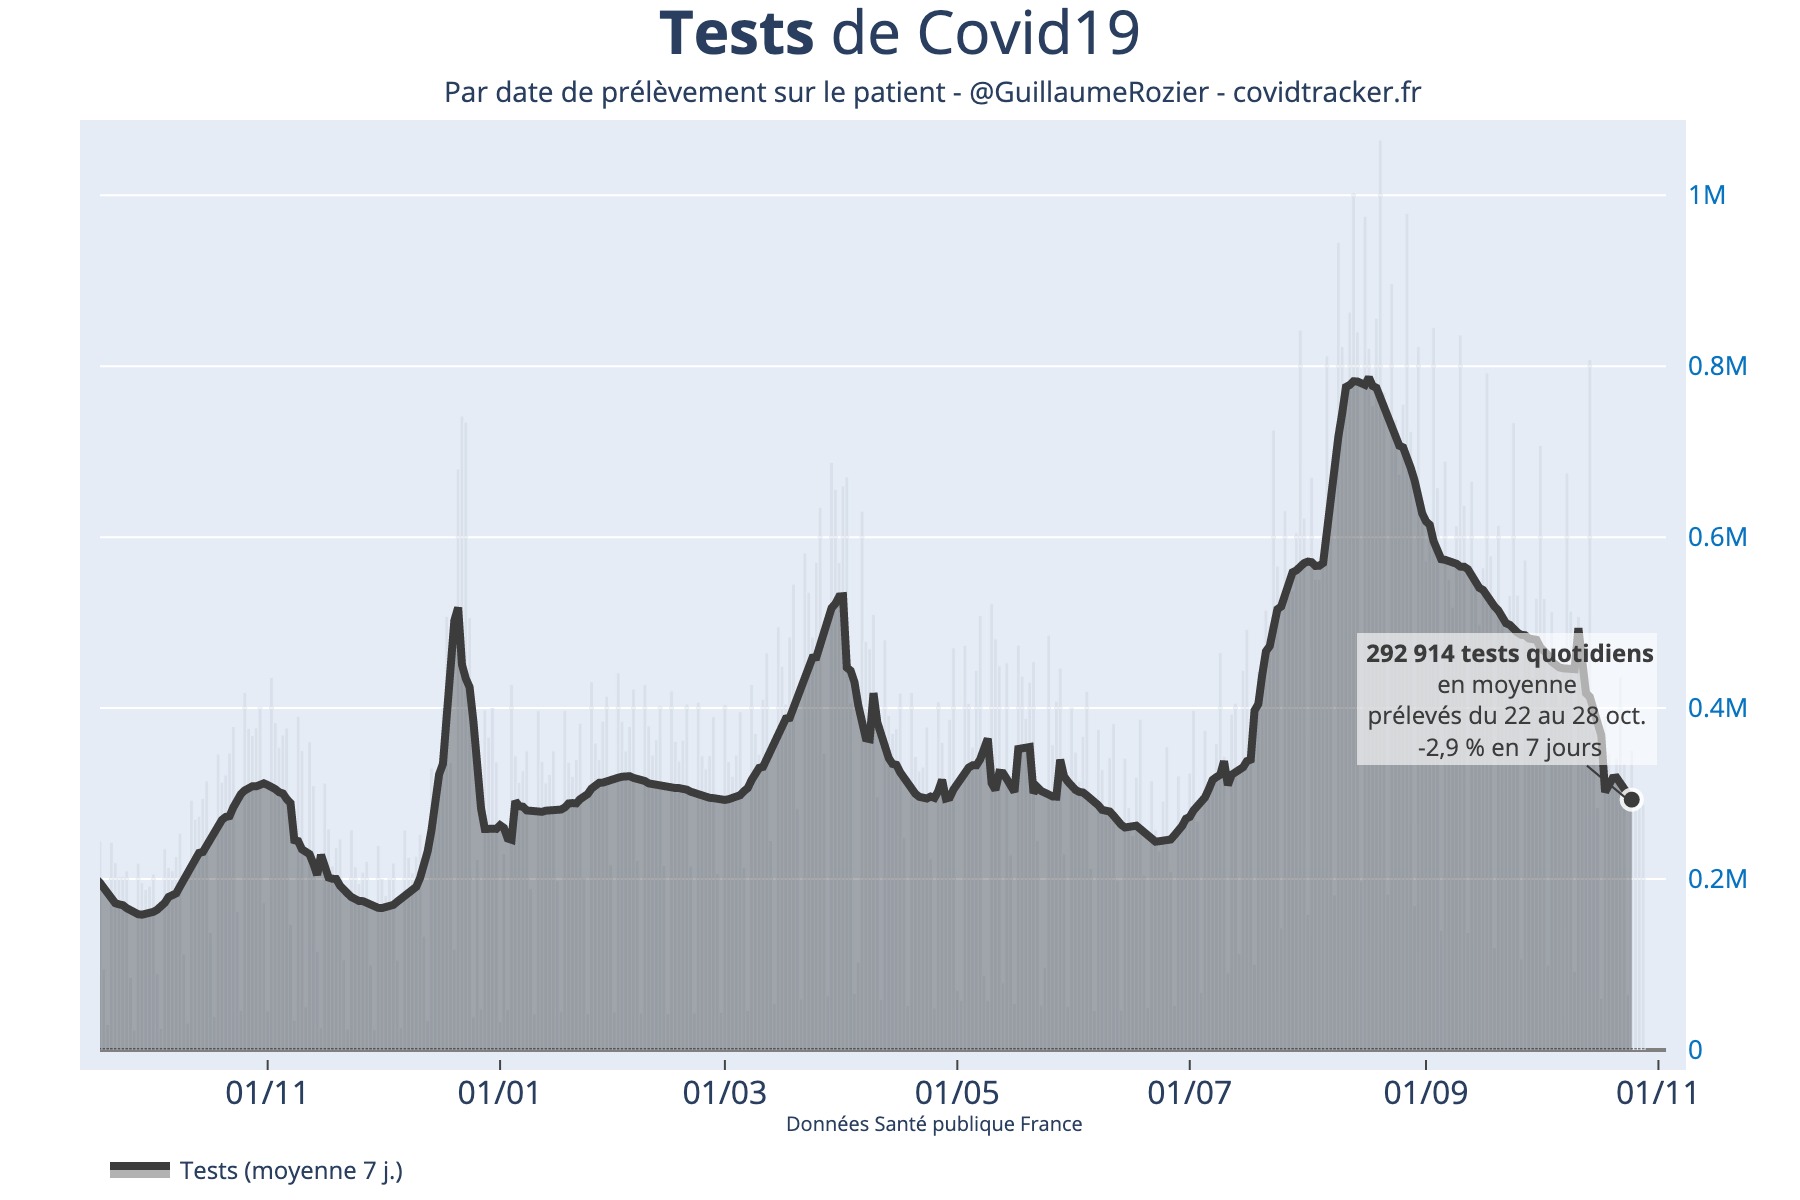 Tests de Covid19
Par date de prélèvement sur le patient - @GuillaumeRozier - covidtracker.fr
1M
0.8M
0.6M
292 914 tests quotidiens
en moyenne
prélevés du 22 au 28 oct.
-2,9 % en 7 jours
0.4M
0.2M
0
01/11
01/01
01/03
01/05
01/07
01/09
01/11
Données Santé publique France
Tests (moyenne 7 j.)